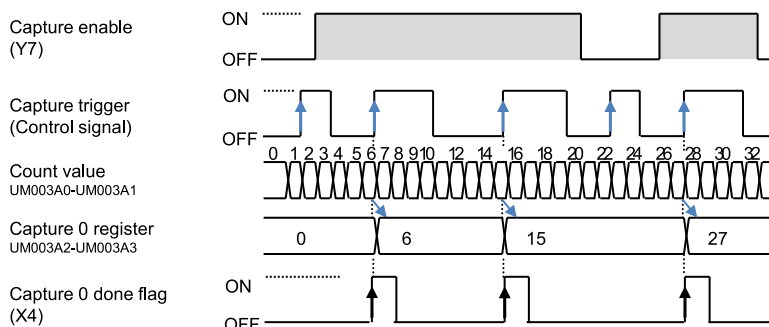 Capture enable
(Y7)
ON
OFF
Capture trigger
(Control signal)
ON
OFF
Count value
UM003A0-UM003A1
0 1 2 3 4 5 6 7 8 9 10 12 14 16 18 20 22 24 26 28 30 32
Capture 0 register
UM003A2-UM003A3
0 6 15 27
Capture 0 done flag
(X4)
ON
OFF